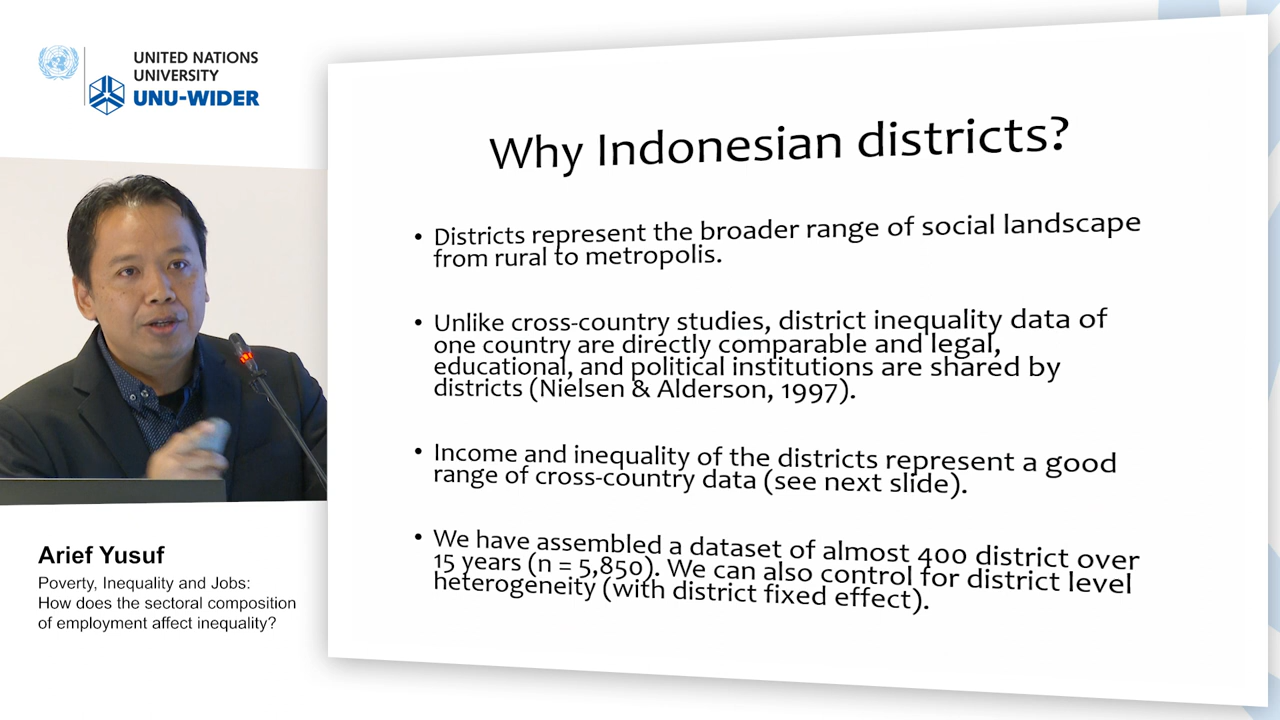 UNITED NATIONS
UNIVERSITY
UNU-WIDER
Why Indonesian districts?
• Districts represent the broader range of social landscape
from rural to metropolis.
• Unlike cross-country studies, district inequality data of
one country are directly comparable and legal,
educational, and political institutions are shared by
districts (Nielsen & Alderson, 1997).
• Income and inequality of the districts represent a good
range of cross-country data (see next slide).
• We have assembled a dataset of almost 400 district over
15 years (n = 5,850). We can also control for district level
heterogeneity (with district fixed effect).
Arief Yusuf
Poverty, Inequality and Jobs:
How does the sectoral composition
of employment affect inequality?